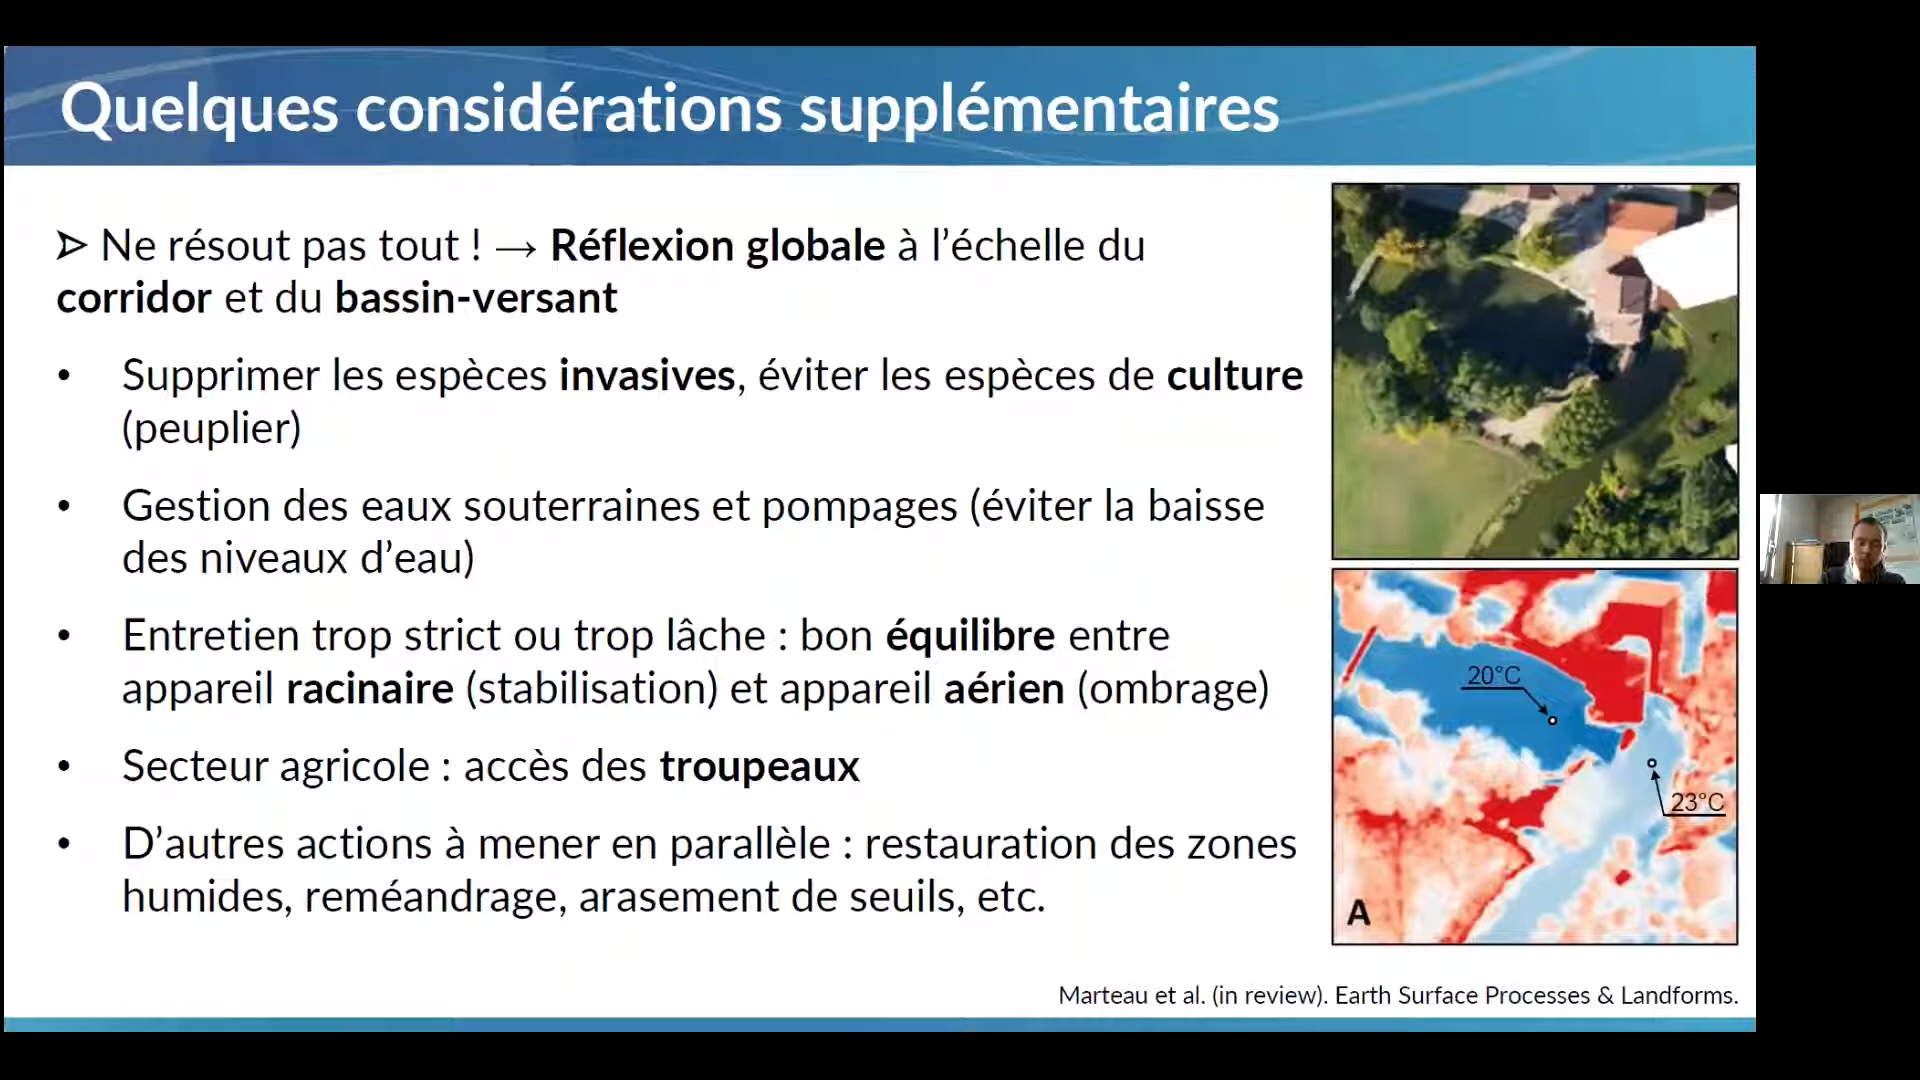 Quelques considérations supplémentaires
⮚ Ne résout pas tout ! → Réflexion globale à l’échelle du
corridor et du bassin-versant
• Supprimer les espèces invasives, éviter les espèces de culture
(peuplier)
• Gestion des eaux souterraines et pompages (éviter la baisse
des niveaux d’eau)
• Entretien trop strict ou trop lâche : bon équilibre entre
appareil racinaire (stabilisation) et appareil aérien (ombrage)
• Secteur agricole : accès des troupeaux
• D’autres actions à mener en parallèle : restauration des zones
humides, reméandrage, arasement de seuils, etc.
20°C
23°C
A
Marteau et al. (in review). Earth Surface Processes & Landforms.